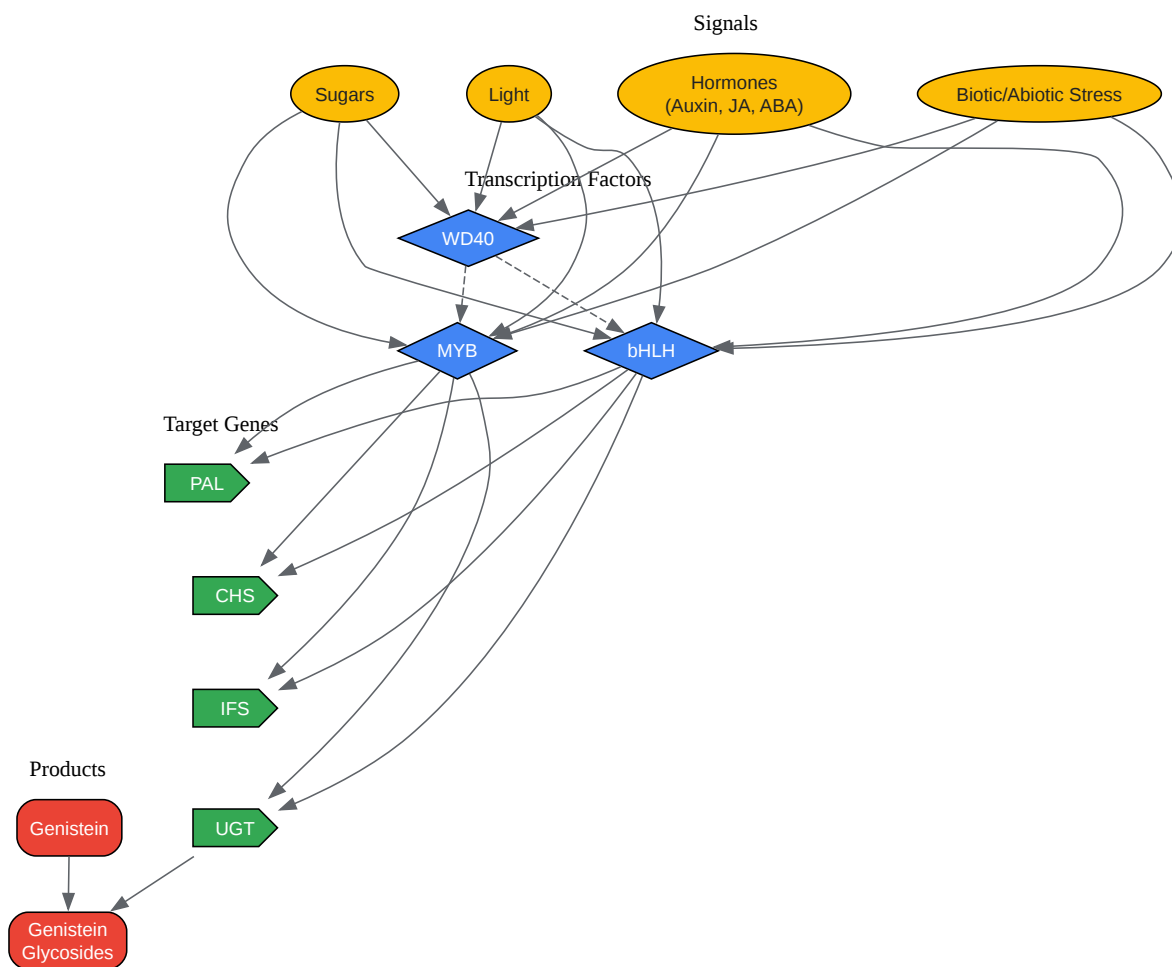 Signals
Sugars
Light
Hormones
(Auxin, JA, ABA)
Biotic/Abiotic Stress
Transcription Factors
WD40
MYB
bHLH
Target Genes
PAL
CHS
IFS
Products
Genistein
UGT
Genistein
Glycosides